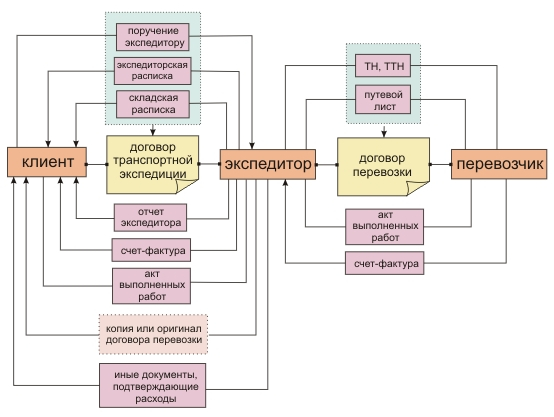 поручение
экспедитору
экспедиторская
расписка
складская
расписка
ТН, ТТН
путевой
лист
клиент
договор
транспортной
экспедиции
экспедитор
договор
перевозки
перевозчик
отчет
экспедитора
счет-фактура
акт
выполненных
работ
копия или оригинал
договора перевозки
иные документы,
подтверждающие
расходы
акт
выполненных
работ
счет-фактура